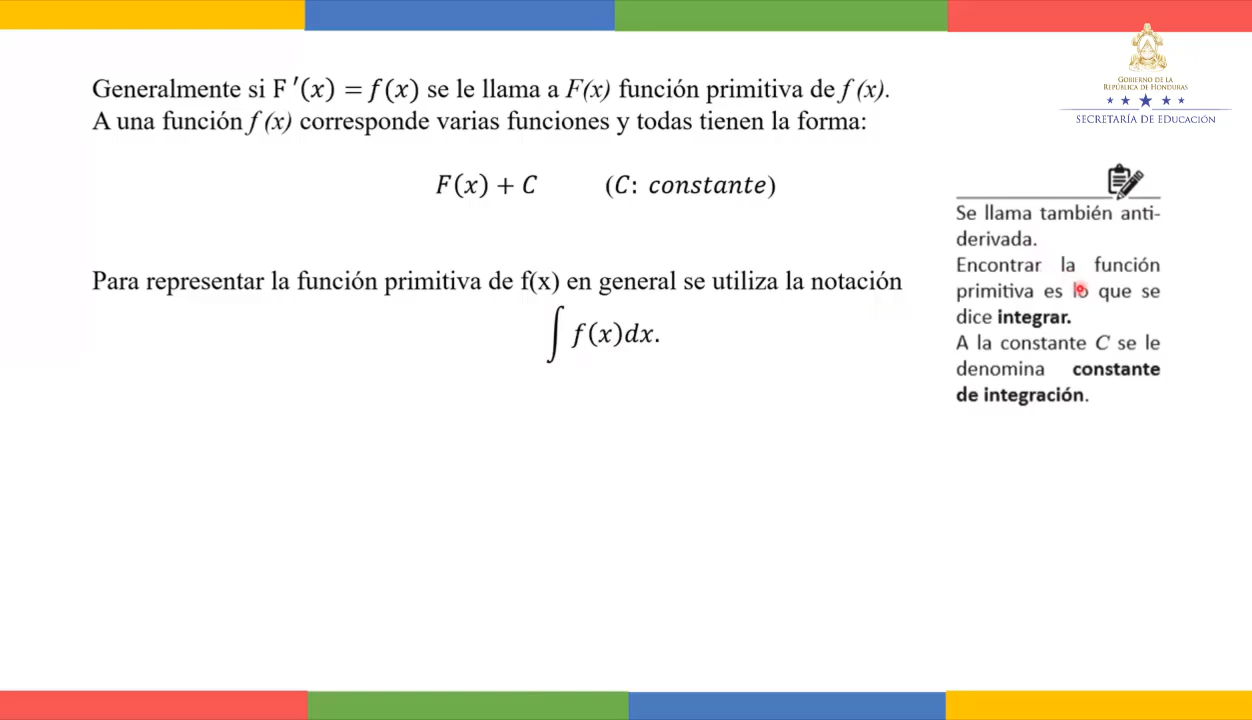 Generalmente si F ′(x) = f(x) se le llama a F(x) función primitiva de f (x).
A una función f (x) corresponde varias funciones y todas tienen la forma:
F(x) + C (C: constante)
Para representar la función primitiva de f(x) en general se utiliza la notación
∫ f(x)dx.
GOBIERNO DE LA
REPÚBLICA DE HONDURAS
SECRETARÍA DE EDUCACIÓN
Se llama también anti-
derivada.
Encontrar la función
primitiva es lo que se
dice integrar.
A la constante C se le
denomina constante
de integración.